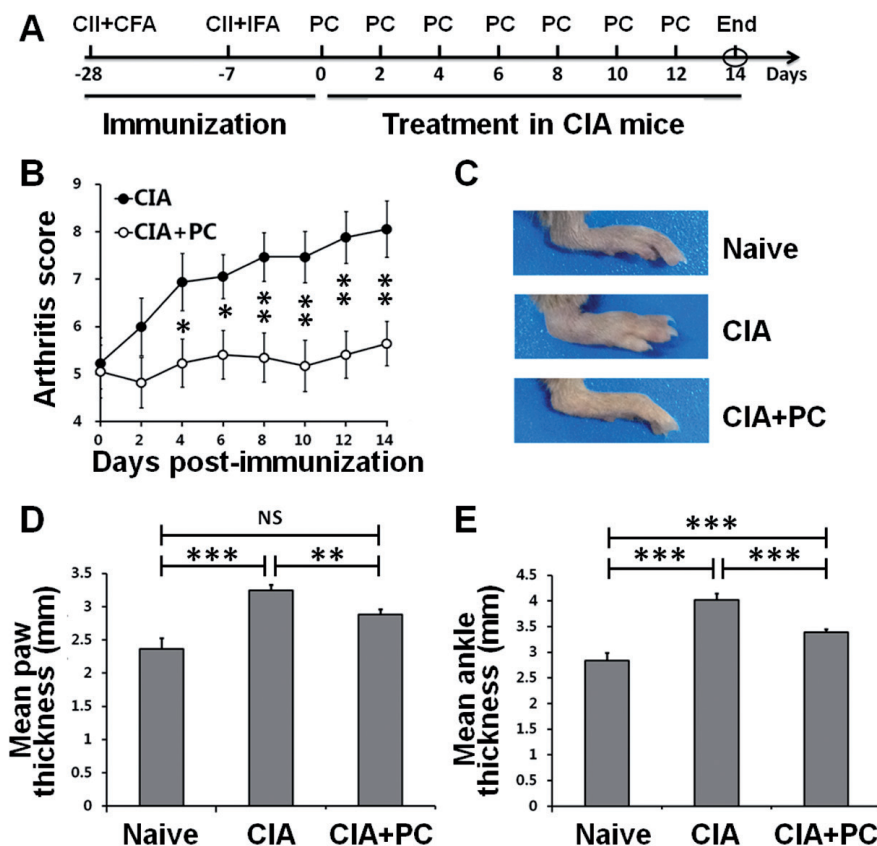 A
CII+CFA CII+IFA PC PC PC PC PC PC PC End
-28 -7 0 2 4 6 8 10 12 14 Days
Immunization Treatment in CIA mice
B
Arthritis score
9
8
7
6
5
4
CIA
CIA+PC
* * ** ** ** **
0 2 4 6 8 10 12 14
Days post-immunization
C
Naive
CIA
CIA+PC
D
NS
*** **
Mean paw
thickness (mm)
3.5
3
2.5
2
1.5
1
0.5
0
Naive CIA CIA+PC
E
***
*** ***
Mean ankle
thickness (mm)
4.5
4
3.5
3
2.5
2
1.5
1
0.5
0
Naive CIA CIA+PC